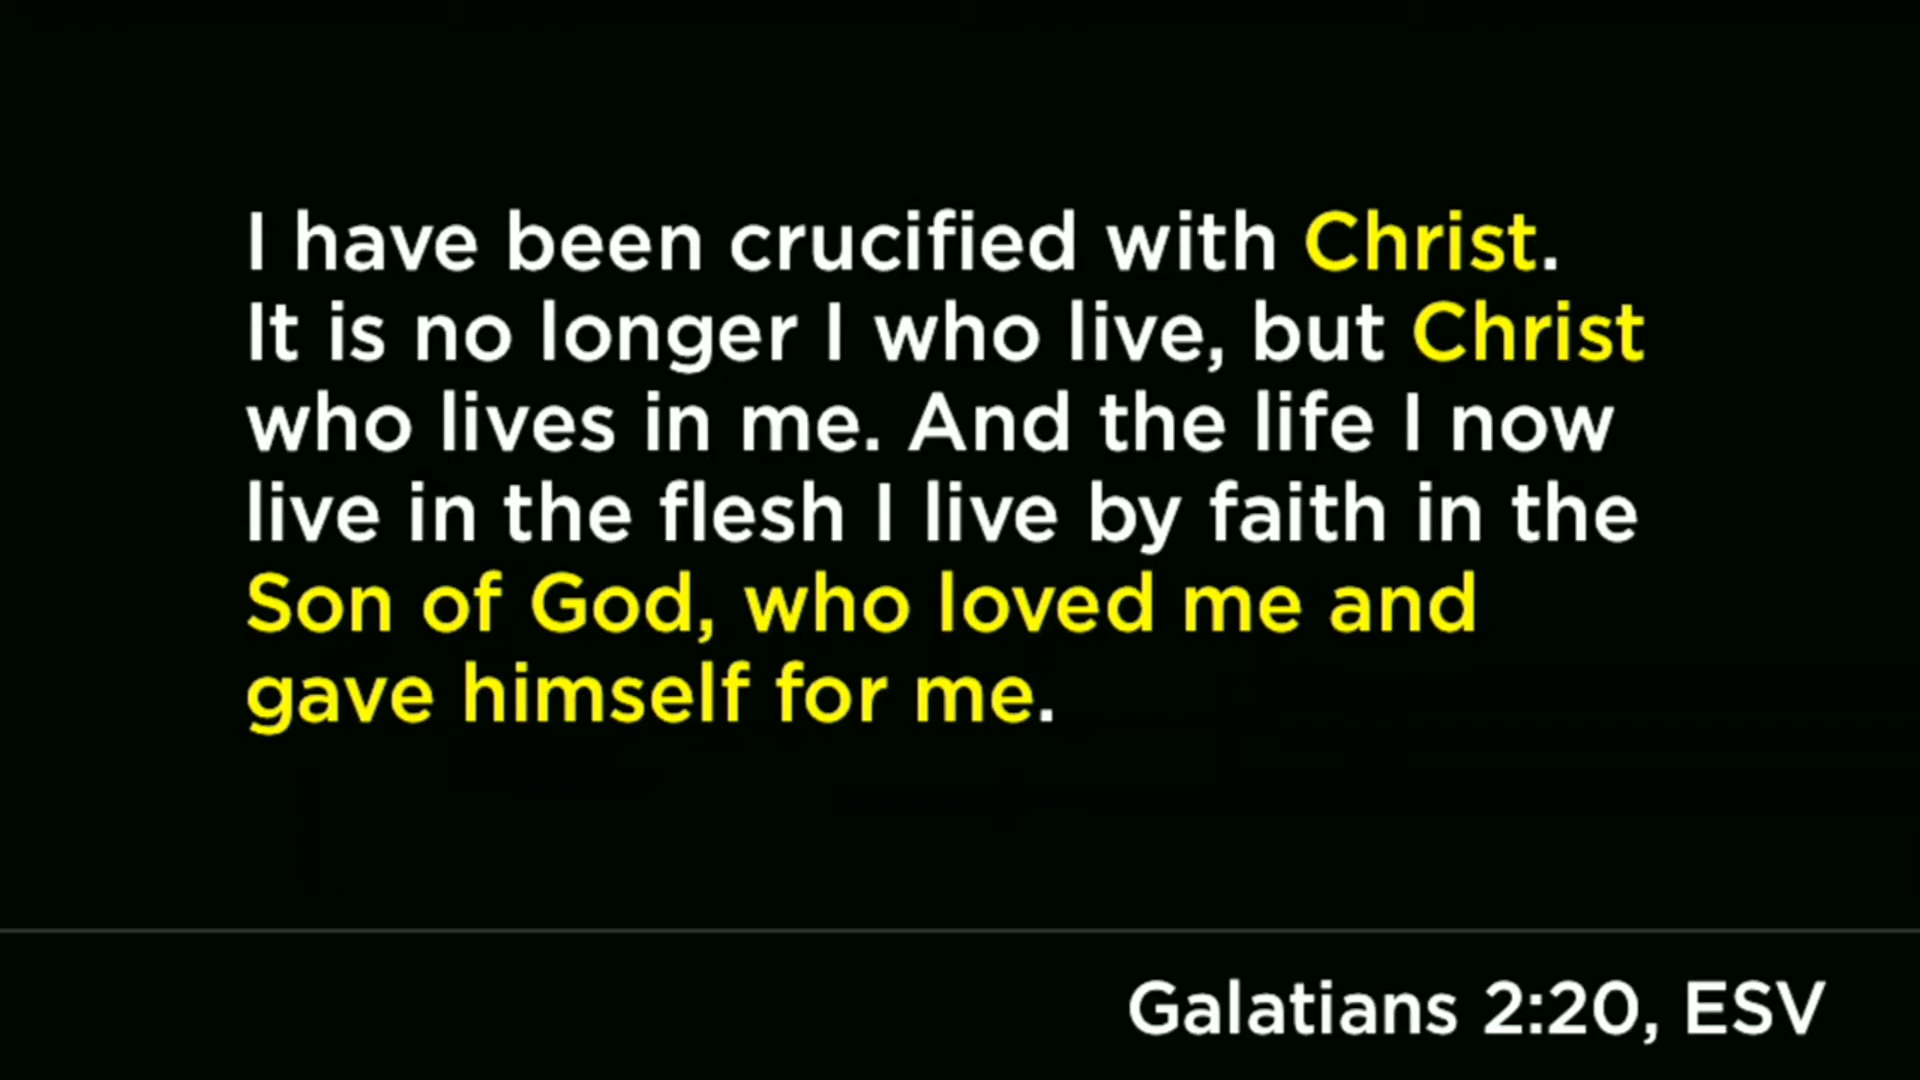 I have been crucified with Christ.
It is no longer I who live, but Christ
who lives in me. And the life I now
live in the flesh I live by faith in the
Son of God, who loved me and
gave himself for me.
Galatians 2:20, ESV